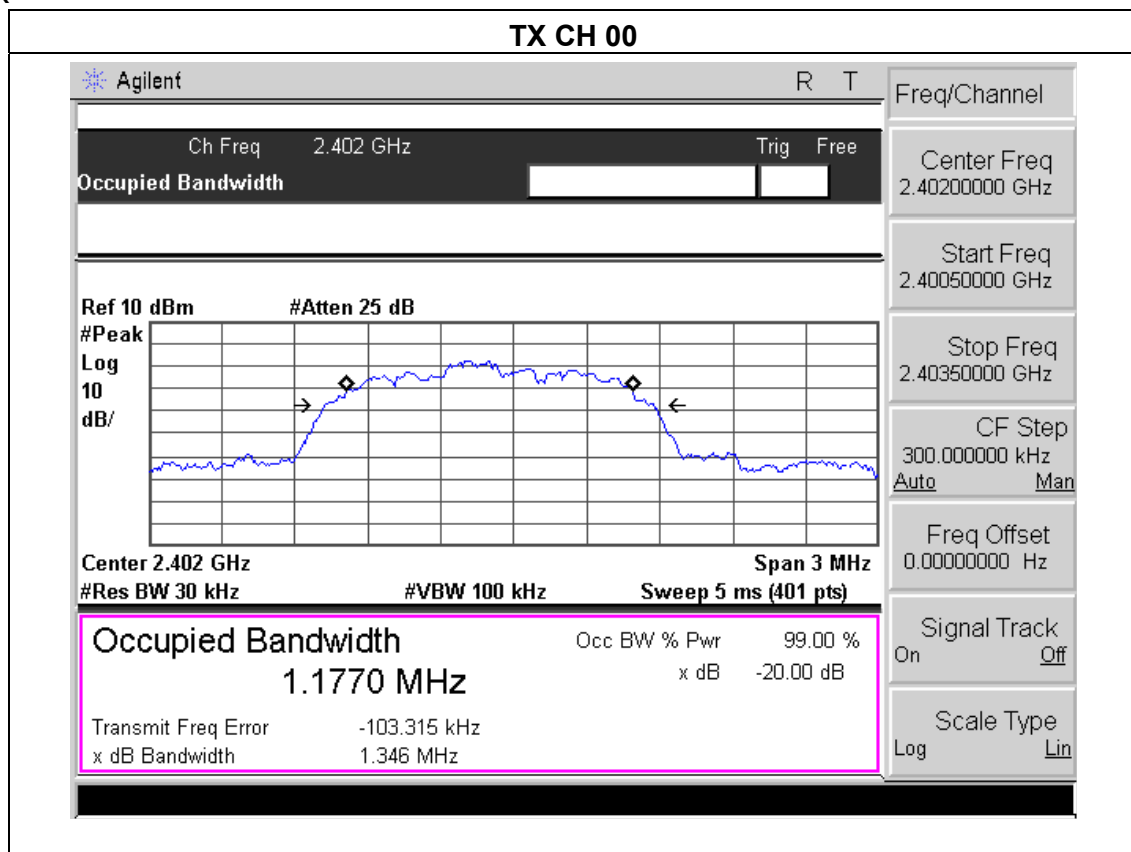 TX CH 00
Agilent R T
Freq/Channel
Ch Freq 2.402 GHz Trig Free
Occupied Bandwidth
Center Freq
2.40200000 GHz
Start Freq
2.40050000 GHz
Stop Freq
2.40350000 GHz
CF Step
300.000000 kHz
Auto Man
Freq Offset
0.00000000 Hz
Signal Track
On Off
Scale Type
Log Lin
Ref 10 dBm #Atten 25 dB
#Peak
Log
10
dB/
Center 2.402 GHz Span 3 MHz
#Res BW 30 kHz #VBW 100 kHz Sweep 5 ms (401 pts)
Occupied Bandwidth Occ BW % Pwr 99.00 %
1.1770 MHz x dB -20.00 dB
Transmit Freq Error -103.315 kHz
x dB Bandwidth 1.346 MHz